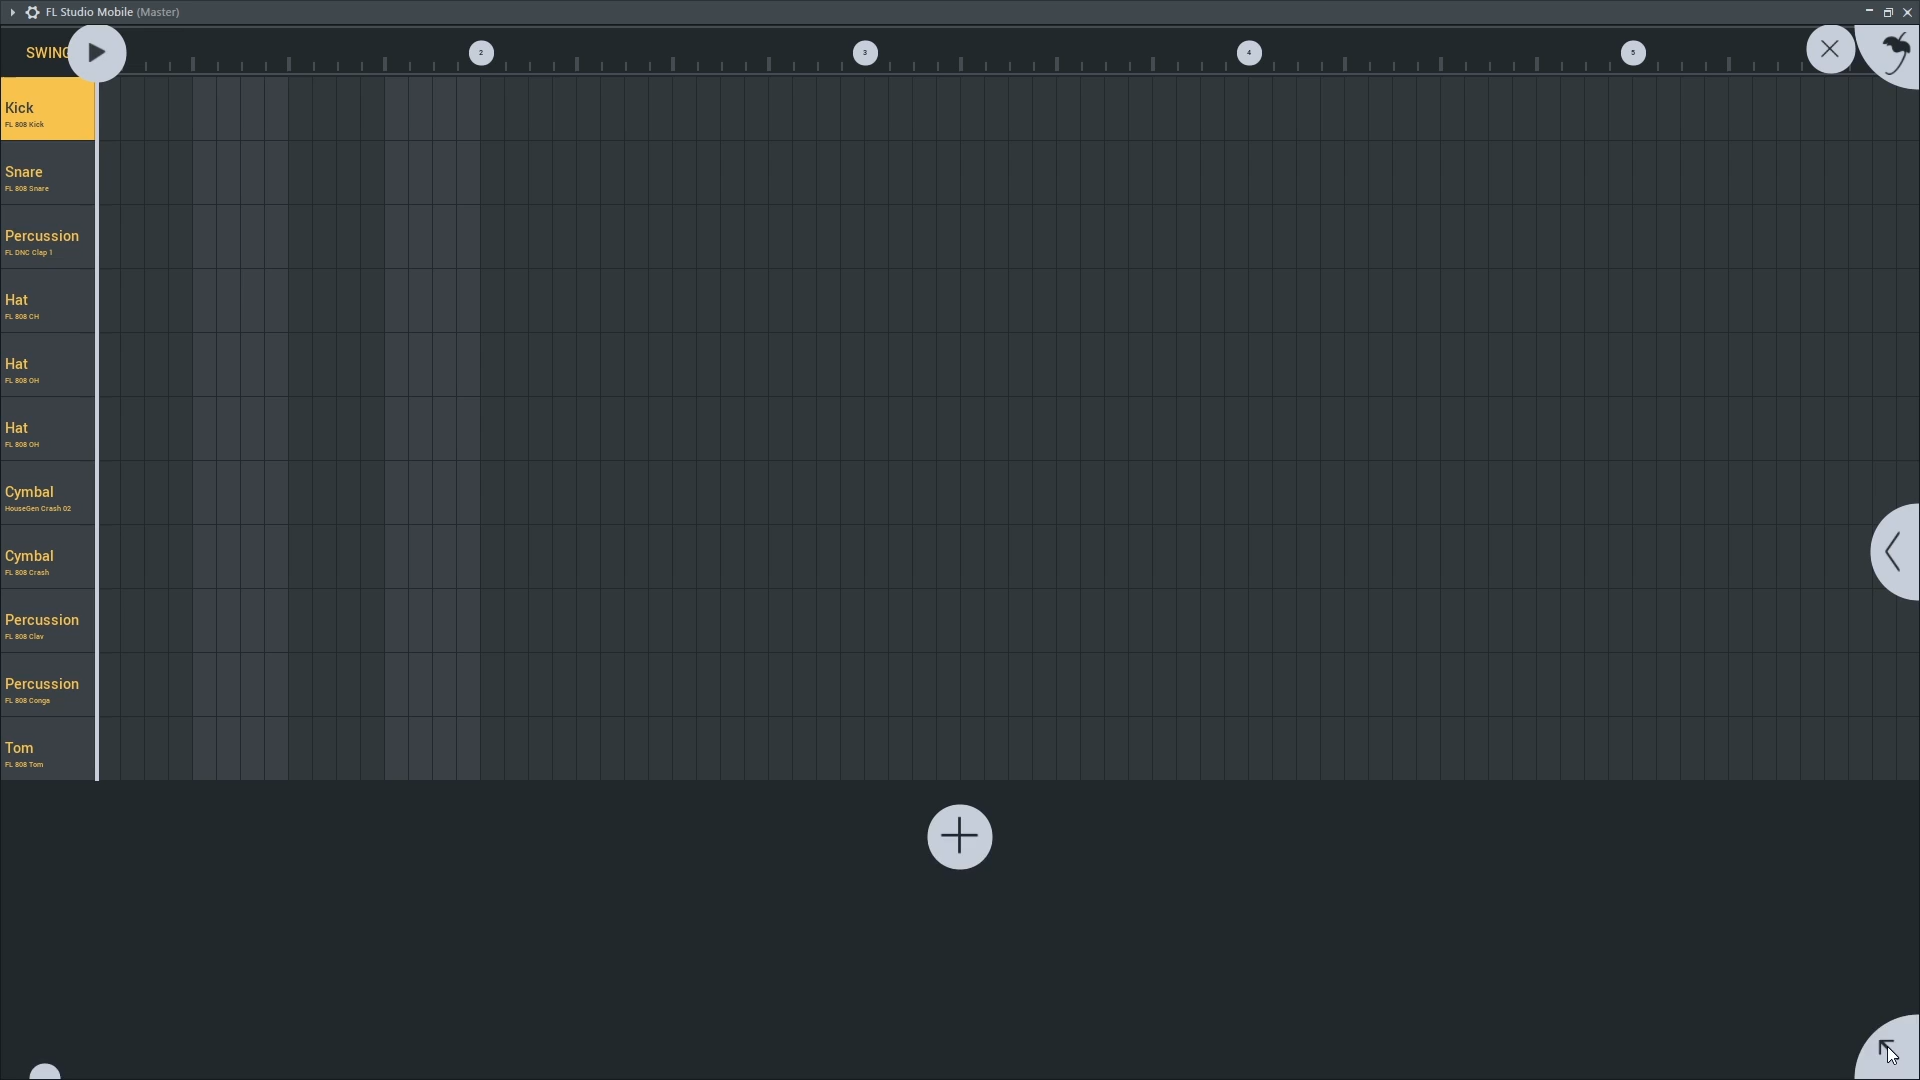 FL Studio Mobile (Master)
SWING
2
3
4
5
Kick
FL 808 Kick
Snare
FL 808 Snare
Percussion
FL DNC Clap 1
Hat
FL 808 CH
Hat
FL 808 OH
Hat
FL 808 OH
Cymbal
HouseGen Crash 02
Cymbal
FL 808 Crash
Percussion
FL 808 Clav
Percussion
FL 808 Conga
Tom
FL 808 Tom